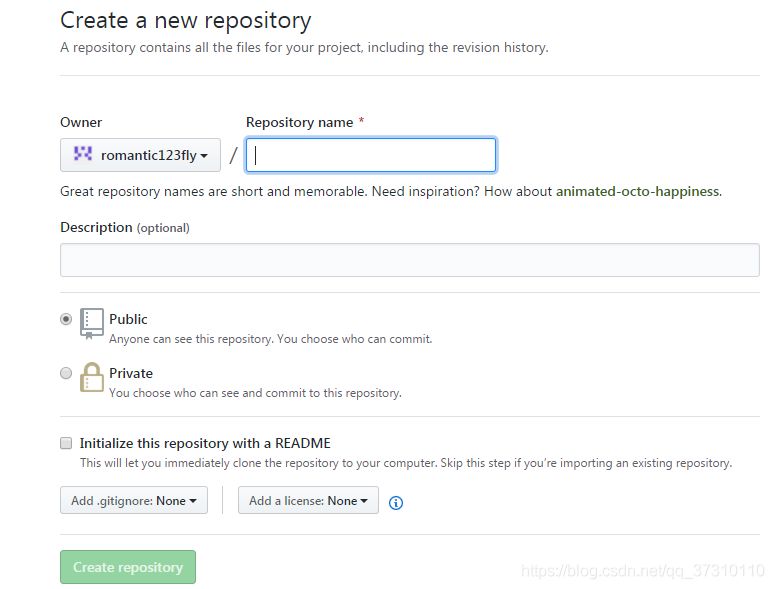 Create a new repository
A repository contains all the files for your project, including the revision history.
Owner Repository name *
romantic123fly /
Great repository names are short and memorable. Need inspiration? How about animated-octo-happiness.
Description (optional)
Public
Anyone can see this repository. You choose who can commit.
Private
You choose who can see and commit to this repository.
Initialize this repository with a README
This will let you immediately clone the repository to your computer. Skip this step if you’re importing an existing repository.
Add .gitignore: None Add a license: None
Create repository
https://blog.csdn.net/qq_37310110